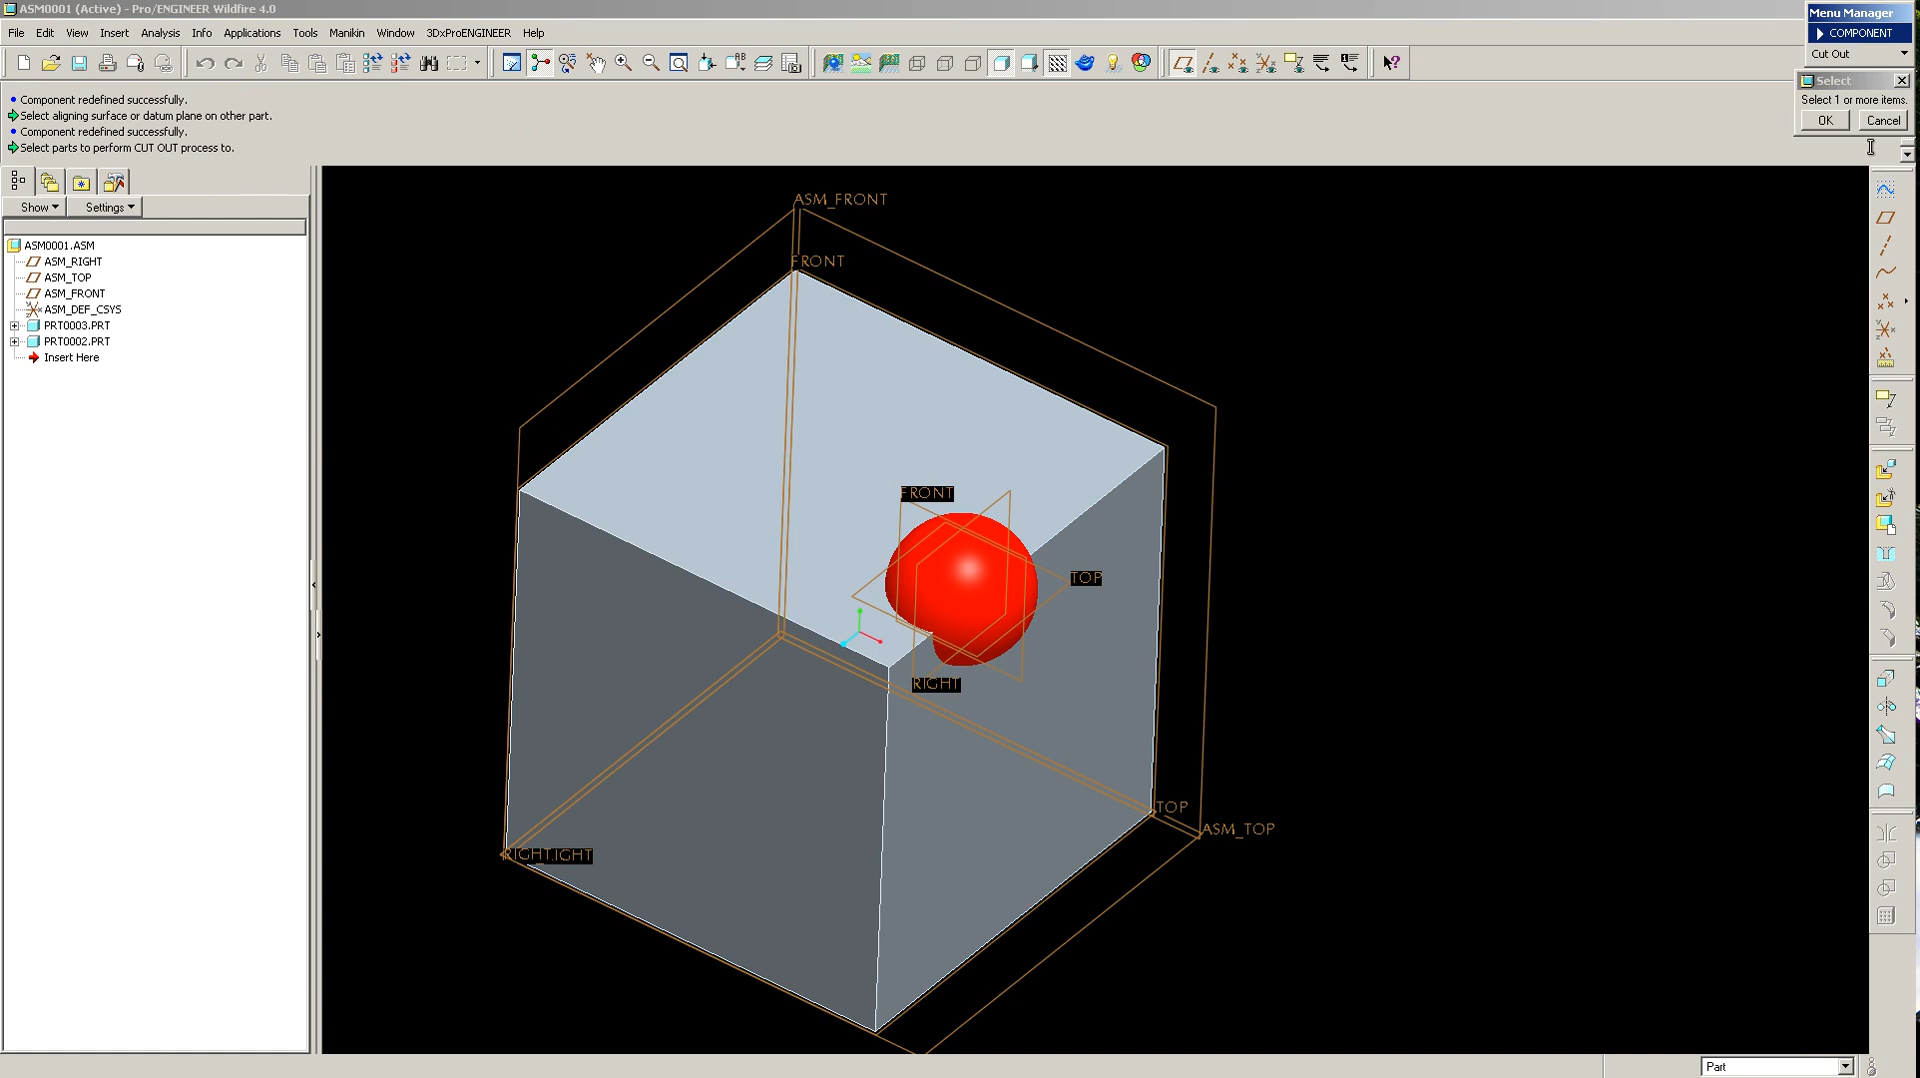 ASM0001 (Active) - Pro/ENGINEER Wildfire 4.0
File Edit View Insert Analysis Info Applications Tools Manikin Window 3DxProENGINEER Help
Menu Manager
COMPONENT
Cut Out
Select
Select 1 or more items.
OK Cancel
Component redefined successfully.
Select aligning surface or datum plane on other part.
Component redefined successfully.
Select parts to perform CUT OUT process to.
Show Settings
ASM0001.ASM
ASM_RIGHT
ASM_TOP
ASM_FRONT
ASM_DEF_CSYS
PRT0003.PRT
PRT0002.PRT
Insert Here
ASM_FRONT
FRONT
FRONT
TOP
RIGHT
TOP
ASM_TOP
RIGHT
Part